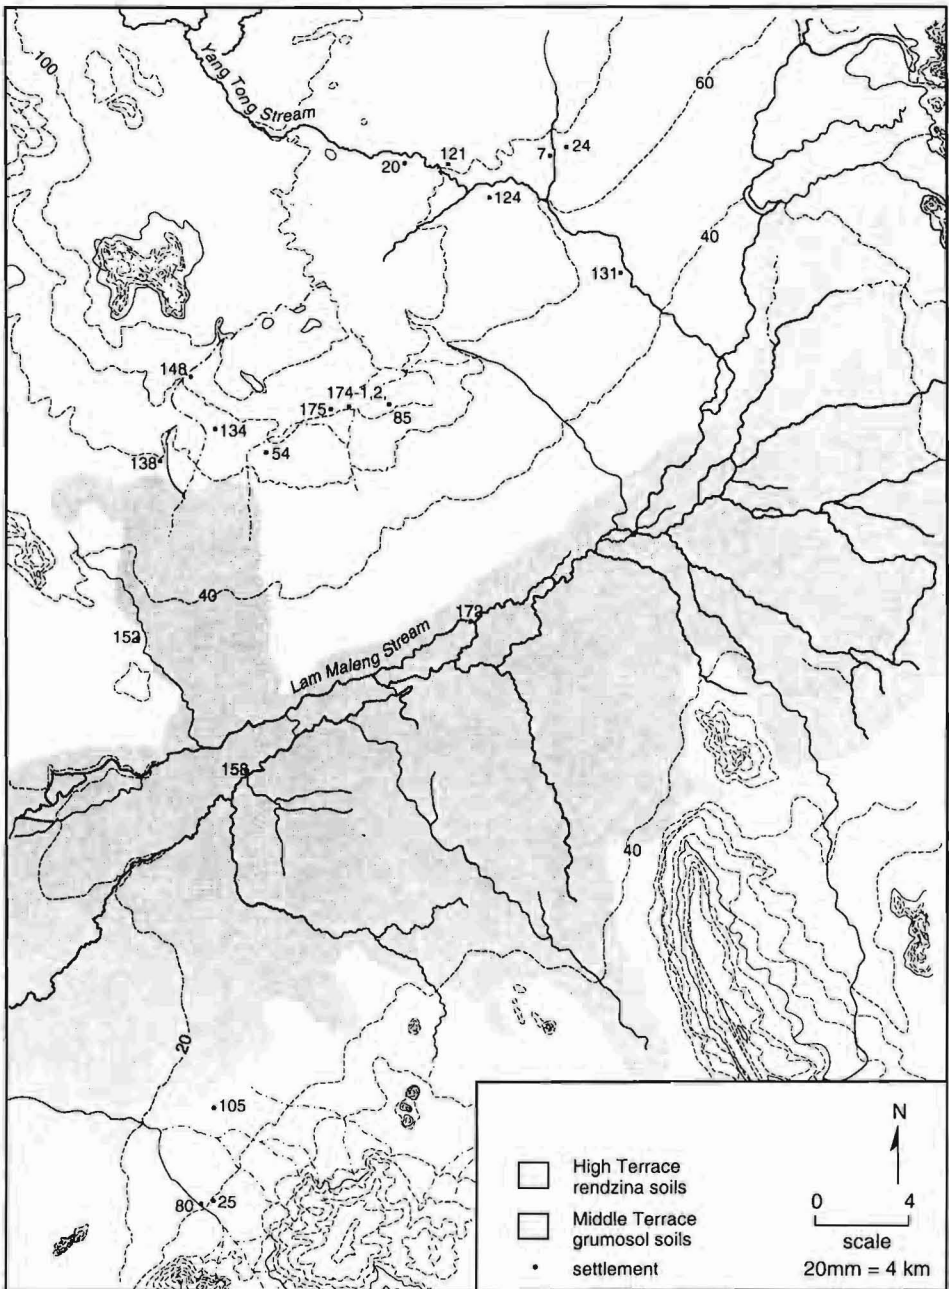 100
Yang Tong Stream
60
24
7
121
20
124
40
131
148
174-1,2,
175
85
134
54
138
40
152
173
Lam Maleng Stream
158
40
20
105
80 25
N
High Terrace
rendzina soils
0 4
Middle Terrace
grumosol soils
scale
settlement
20mm = 4 km